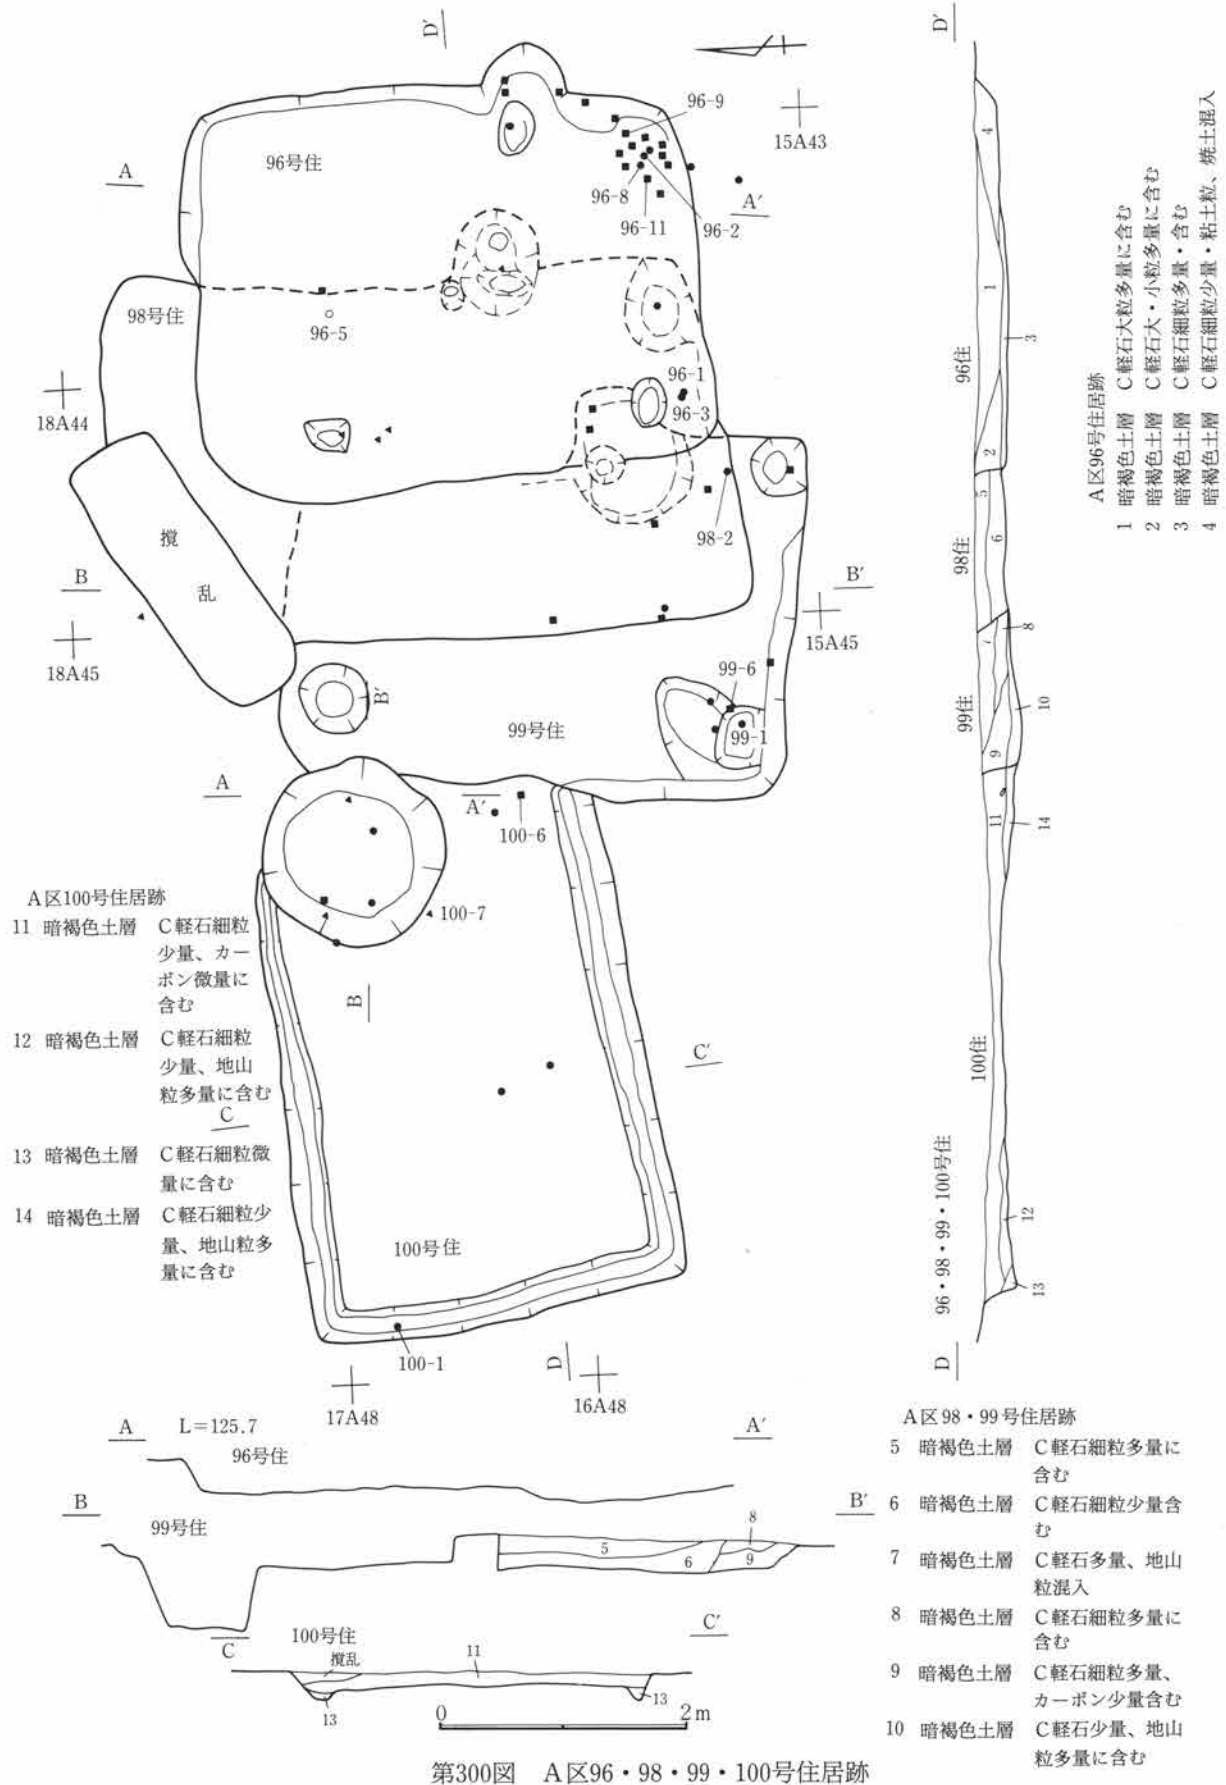 D′
D′
96-9
15A43
96号住
A
96-8
A′
96-11
96-2
98号住
96-5
96-1
96-3
18A44
98-2
撹
乱
B
B′
15A45
18A45
99-6
B′
99号住
99-1
A
A′
100-6
100-7
B
C′
C
100号住
100-1
D
17A48
16A48
A区100号住居跡
11 暗褐色土層 C軽石細粒
少量、カー
ボン微量に
含む
12 暗褐色土層 C軽石細粒
少量、地山
粒多量に含む
13 暗褐色土層 C軽石細粒微
量に含む
14 暗褐色土層 C軽石細粒少
量、地山粒多
量に含む
4
1
3
96住
2
5
98住
6
7
8
99住
10
9
11
14
100住
12
13
96・98・99・100号住
D
A区96号住居跡
1 暗褐色土層 C軽石大粒多量に含む
2 暗褐色土層 C軽石大・小粒多量に含む
3 暗褐色土層 C軽石細粒多量・含む
4 暗褐色土層 C軽石細粒少量・粘土粒、焼土混入
A L=125.7 A′
96号住
B B′
99号住
5
6
8
9
C C′
100号住
撹乱
11
13
13
0 2m
A区98・99号住居跡
5 暗褐色土層 C軽石細粒多量に
含む
6 暗褐色土層 C軽石細粒少量含
む
7 暗褐色土層 C軽石多量、地山
粒混入
8 暗褐色土層 C軽石細粒多量に
含む
9 暗褐色土層 C軽石細粒多量、
カーボン少量含む
10 暗褐色土層 C軽石少量、地山
粒多量に含む
第300図 A区96・98・99・100号住居跡